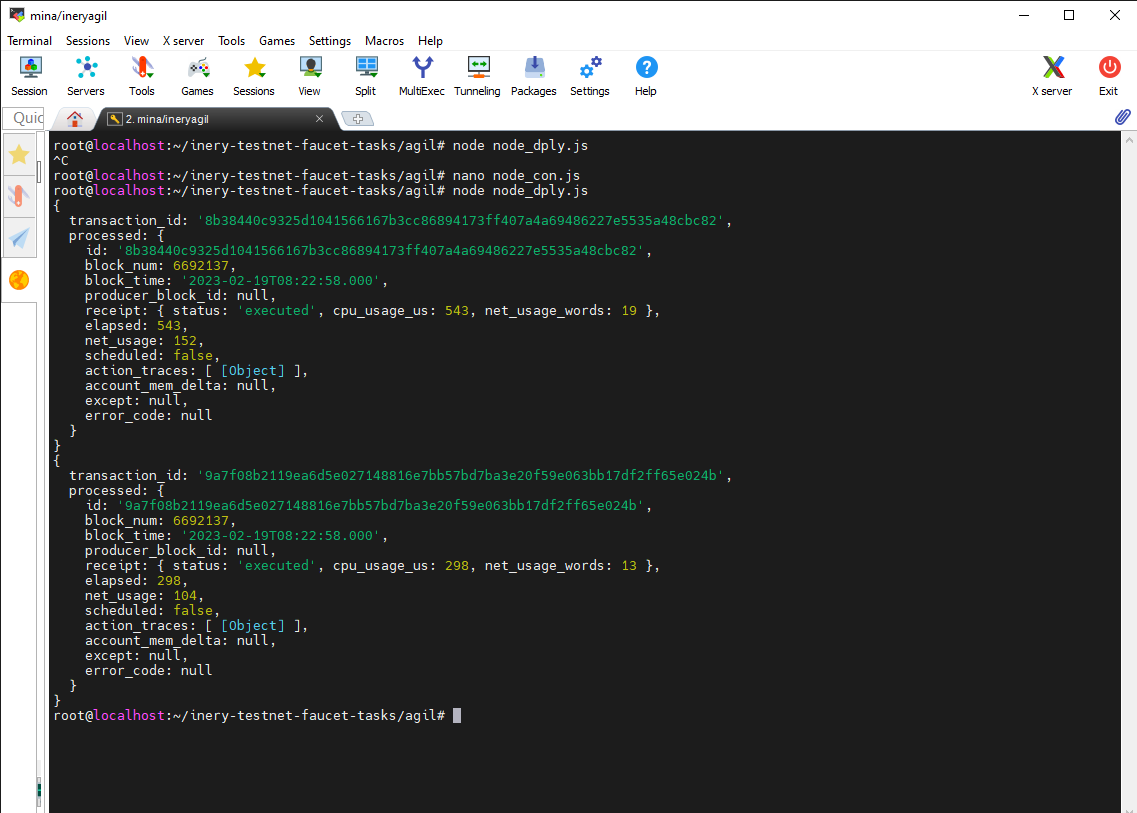 mina/ineryagil
Terminal Sessions View X server Tools Games Settings Macros Help
Session Servers Tools Games Sessions View Split MultiExec Tunneling Packages Settings Help X server Exit
Quic
2. mina/ineryagil
root@localhost:~/inery-testnet-faucet-tasks/agil# node node_dply.js
^C
root@localhost:~/inery-testnet-faucet-tasks/agil# nano node_con.js
root@localhost:~/inery-testnet-faucet-tasks/agil# node node_dply.js
{
  transaction_id: '8b38440c9325d1041566167b3cc86894173ff407a4a69486227e5535a48cbc82',
  processed: {
    id: '8b38440c9325d1041566167b3cc86894173ff407a4a69486227e5535a48cbc82',
    block_num: 6692137,
    block_time: '2023-02-19T08:22:58.000',
    producer_block_id: null,
    receipt: { status: 'executed', cpu_usage_us: 543, net_usage_words: 19 },
    elapsed: 543,
    net_usage: 152,
    scheduled: false,
    action_traces: [ [Object] ],
    account_mem_delta: null,
    except: null,
    error_code: null
  }
}
{
  transaction_id: '9a7f08b2119ea6d5e027148816e7bb57bd7ba3e20f59e063bb17df2ff65e024b',
  processed: {
    id: '9a7f08b2119ea6d5e027148816e7bb57bd7ba3e20f59e063bb17df2ff65e024b',
    block_num: 6692137,
    block_time: '2023-02-19T08:22:58.000',
    producer_block_id: null,
    receipt: { status: 'executed', cpu_usage_us: 298, net_usage_words: 13 },
    elapsed: 298,
    net_usage: 104,
    scheduled: false,
    action_traces: [ [Object] ],
    account_mem_delta: null,
    except: null,
    error_code: null
  }
}
root@localhost:~/inery-testnet-faucet-tasks/agil#